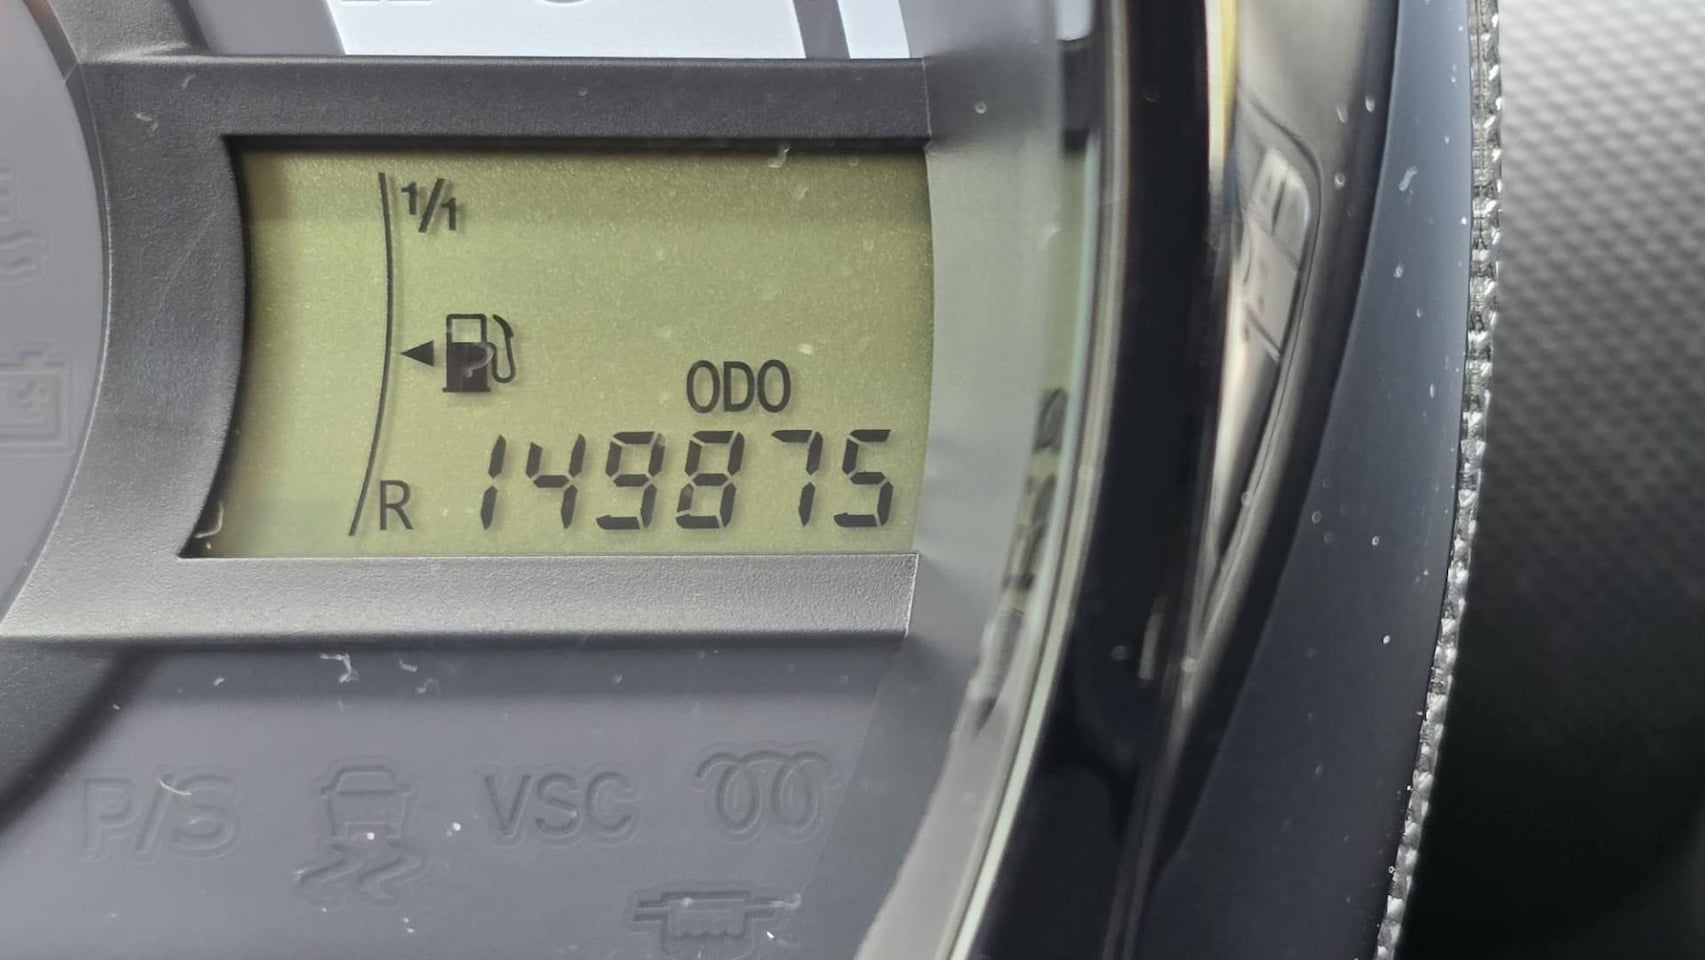 1/1
ODO
R 149875
P/S VSC